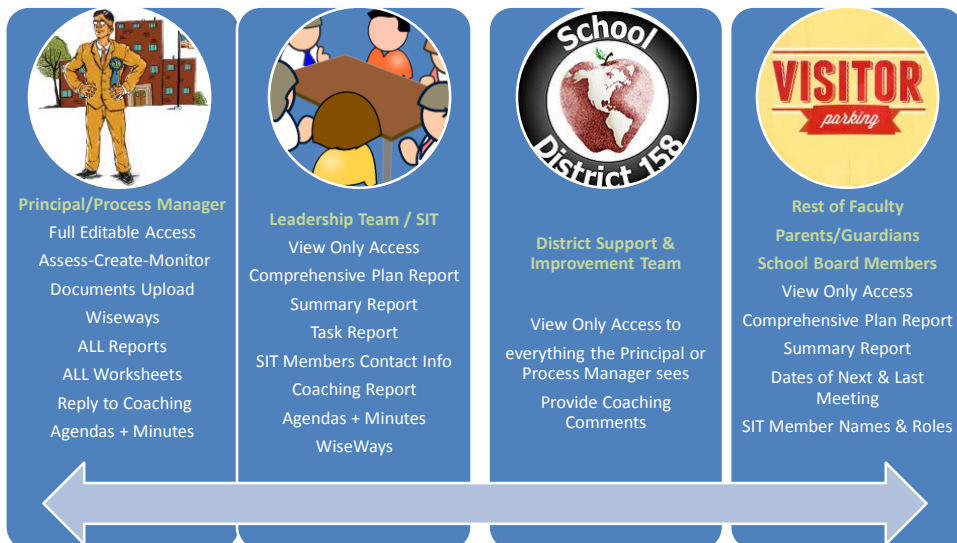 Principal/Process Manager
Full Editable Access
Assess-Create-Monitor
Documents Upload
Wiseways
ALL Reports
ALL Worksheets
Reply to Coaching
Agendas + Minutes
Leadership Team / SIT
View Only Access
Comprehensive Plan Report
Summary Report
Task Report
SIT Members Contact Info
Coaching Report
Agendas + Minutes
WiseWays
School
District 158
District Support &
Improvement Team
View Only Access to
everything the Principal or
Process Manager sees
Provide Coaching
Comments
VISITOR
parking
Rest of Faculty
Parents/Guardians
School Board Members
View Only Access
Comprehensive Plan Report
Summary Report
Dates of Next & Last
Meeting
SIT Member Names & Roles